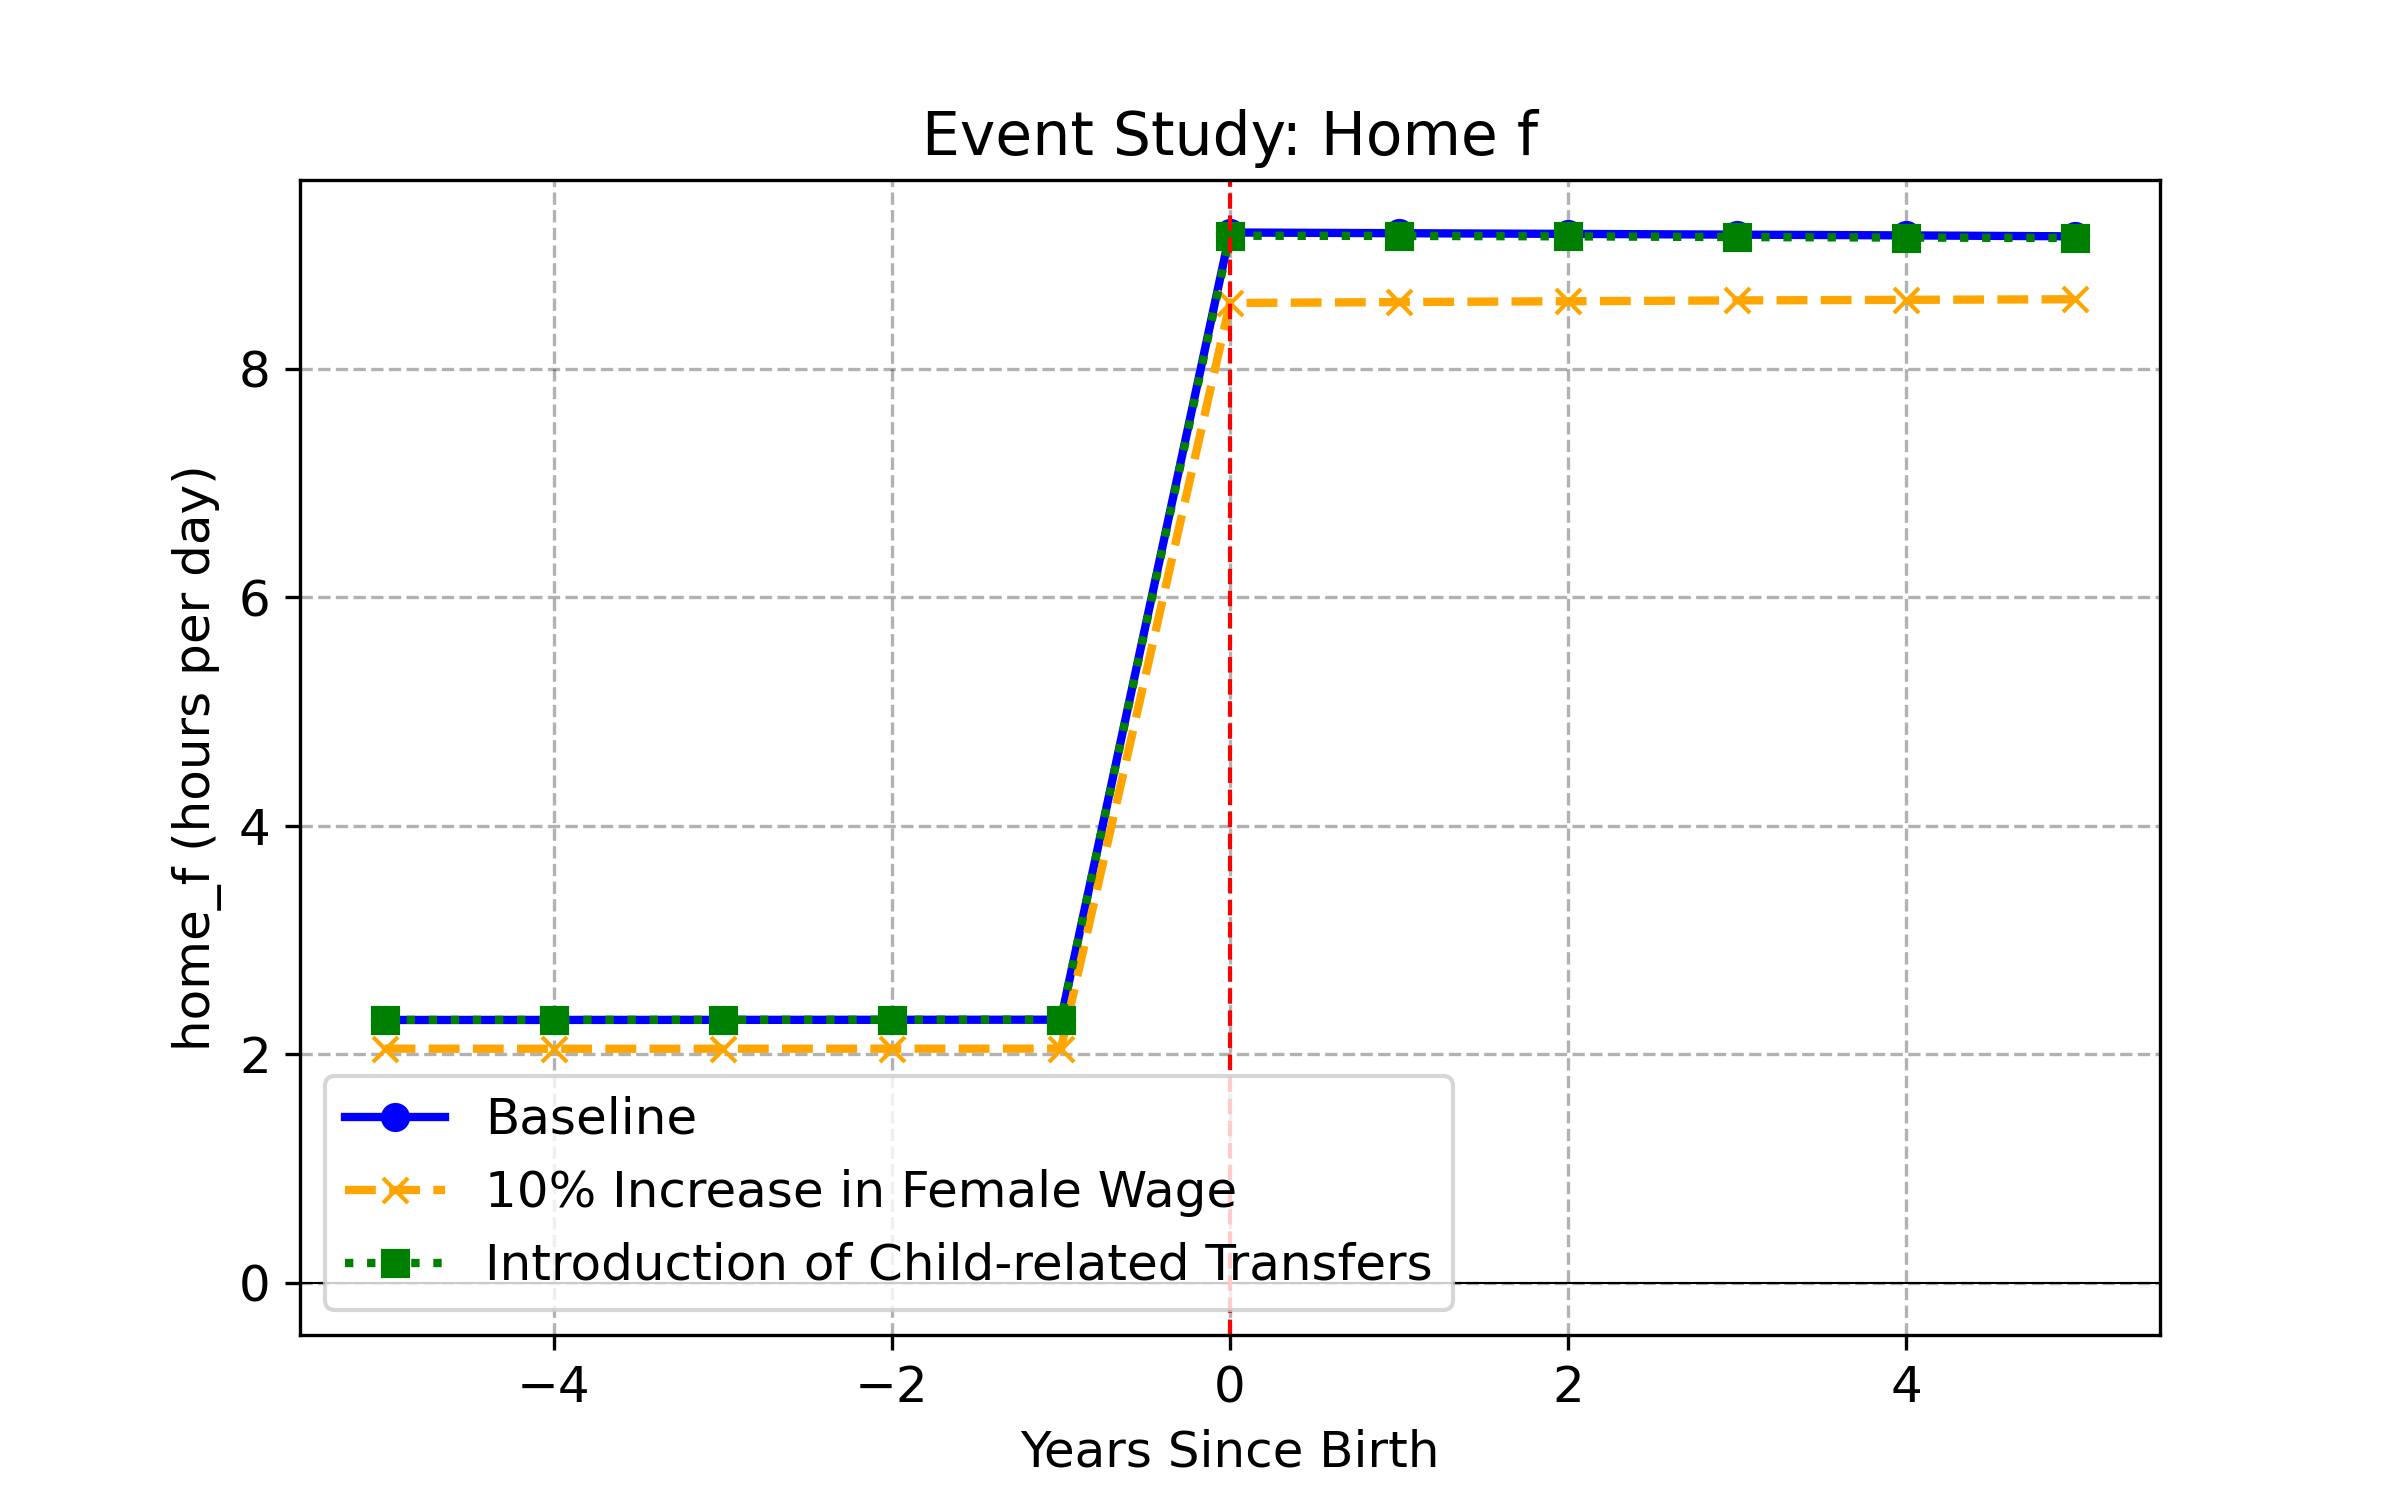 Event Study: Home f
home_f (hours per day)
8
6
4
2
0
Baseline
10% Increase in Female Wage
Introduction of Child-related Transfers
−4
−2
0
2
4
Years Since Birth